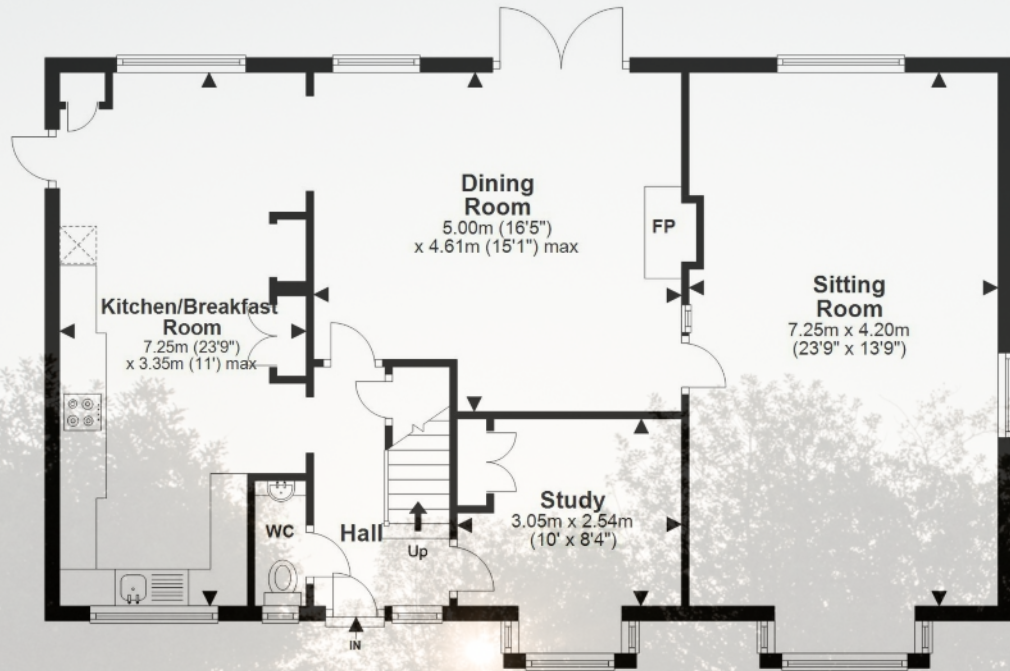 Dining
Room
5.00m (16'5")
x 4.61m (15'1") max
FP
Sitting
Room
7.25m x 4.20m
(23'9" x 13'9")
Kitchen/Breakfast
Room
7.25m (23'9")
x 3.35m (11') max
Study
3.05m x 2.54m
(10' x 8'4")
WC
Hall
Up
IN